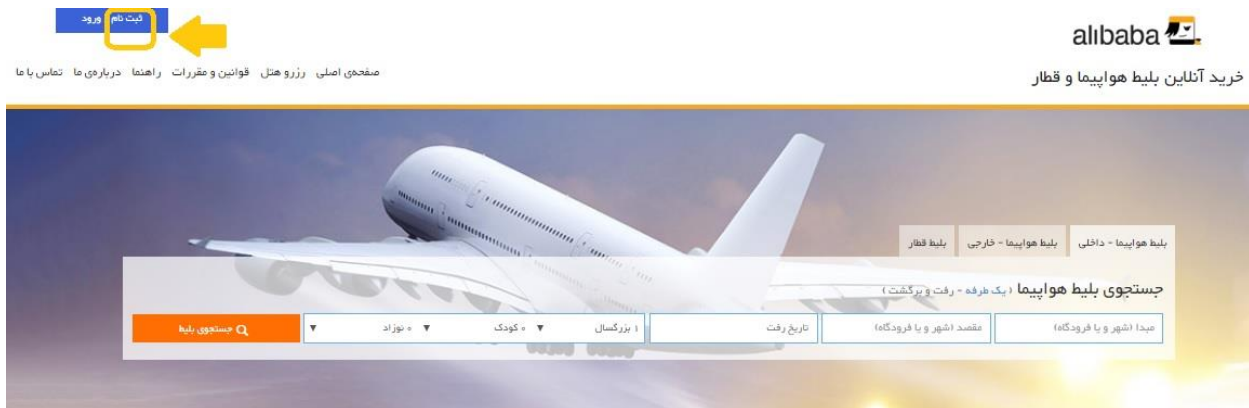 ثبت نام ورود
alibaba
صفحه‌ی اصلی رزرو هتل قوانین و مقررات راهنما درباره‌ی ما تماس با ما
خرید آنلاین بلیط هواپیما و قطار
بلیط هواپیما - داخلی بلیط هواپیما - خارجی بلیط قطار
جستجوی بلیط هواپیما ( یک طرفه - رفت و برگشت )
مبدا (شهر و یا فرودگاه) مقصد (شهر و یا فرودگاه) تاریخ رفت ۱ بزرگسال ۰ کودک ۰ نوزاد جستجوی بلیط